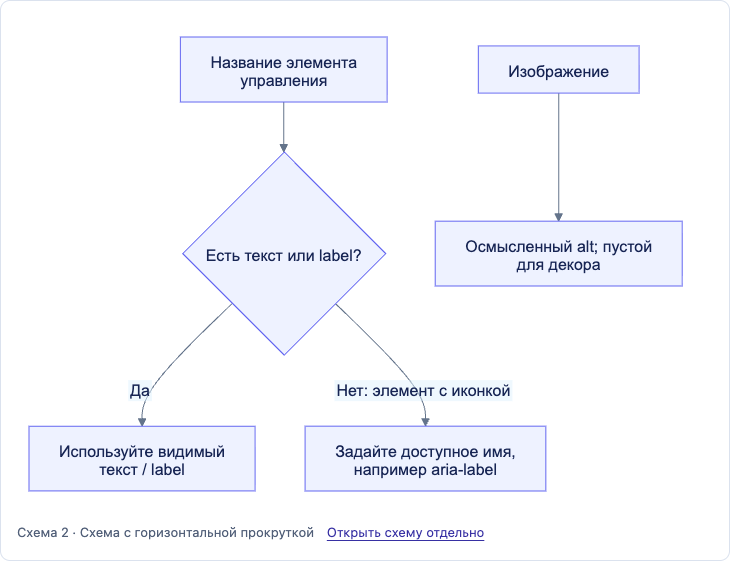 Название элемента
управления
Изображение
Есть текст или label?
Осмысленный alt; пустой
для декора
Да
Нет: элемент с иконкой
Используйте видимый
текст / label
Задайте доступное имя,
например aria-label
Схема 2 · Схема с горизонтальной прокруткой Открыть схему отдельно